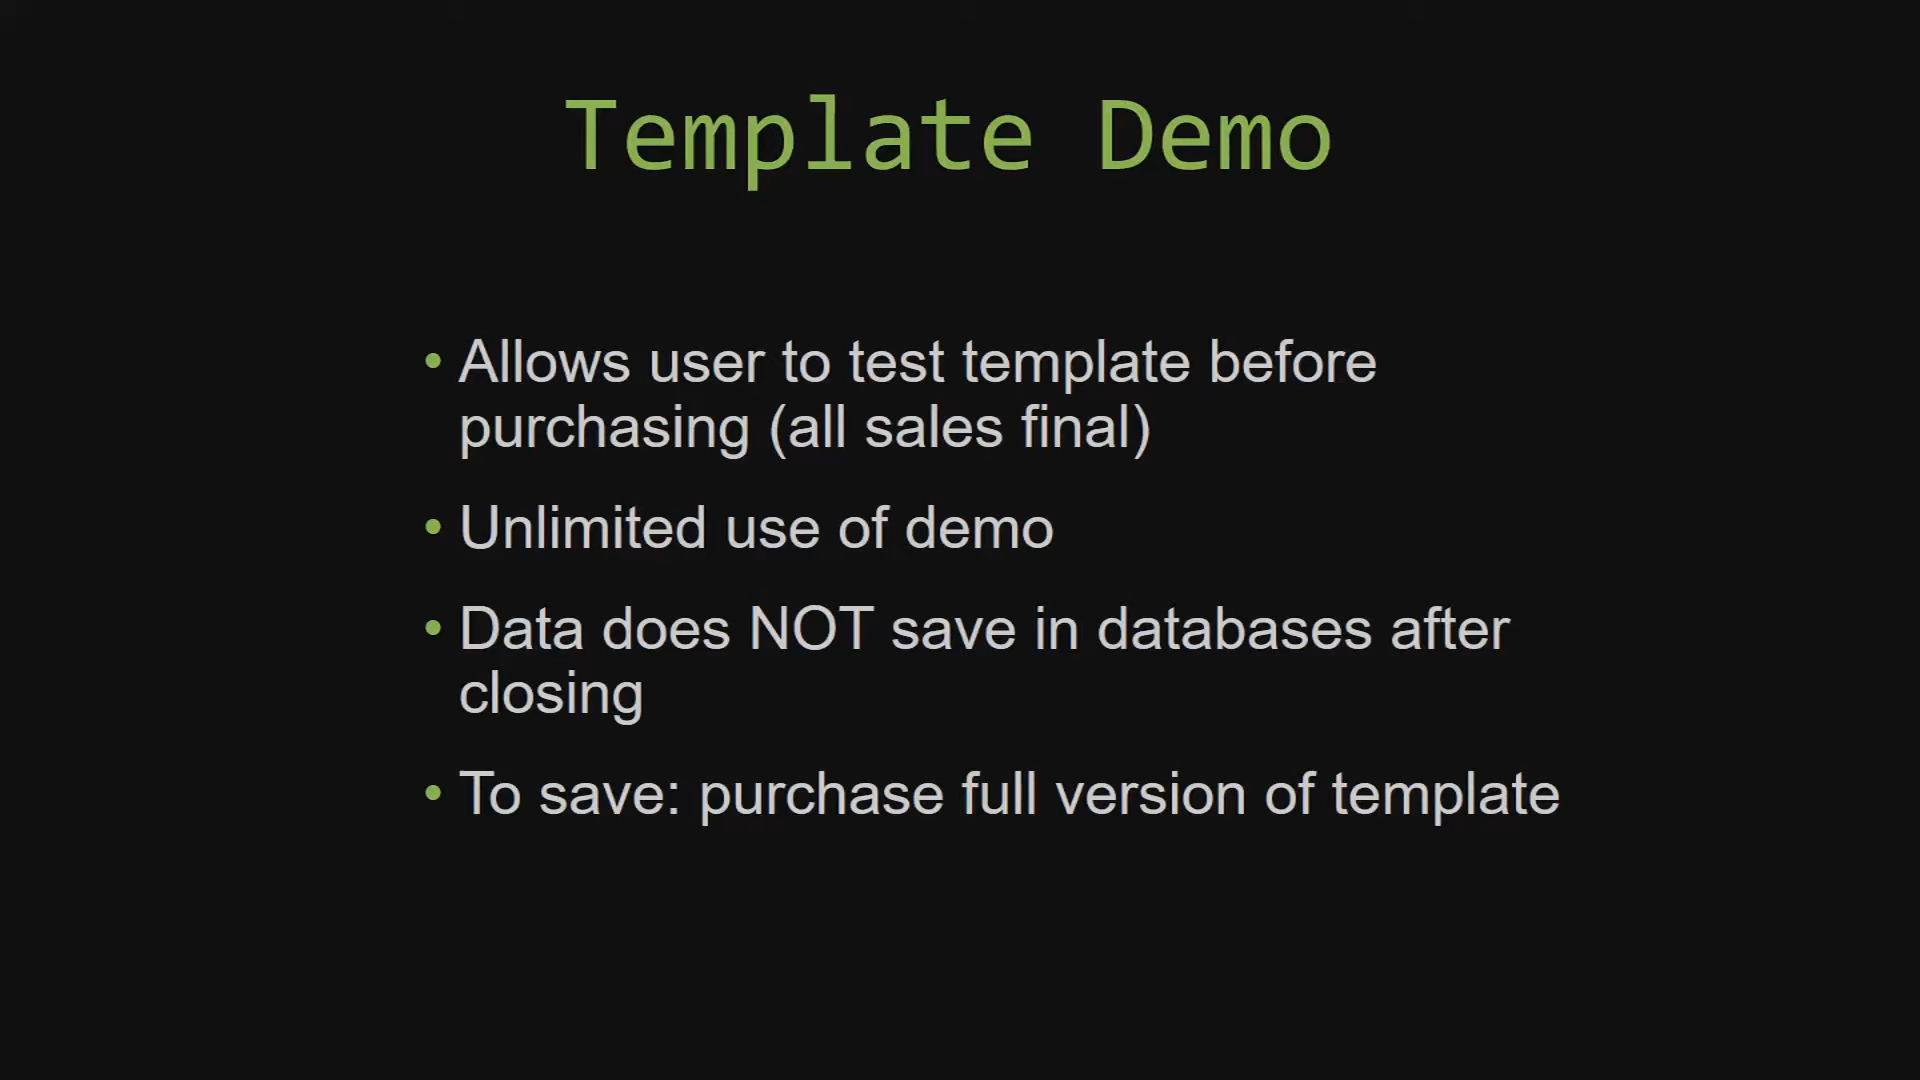 Template Demo
• Allows user to test template before
purchasing (all sales final)
• Unlimited use of demo
• Data does NOT save in databases after
closing
• To save: purchase full version of template